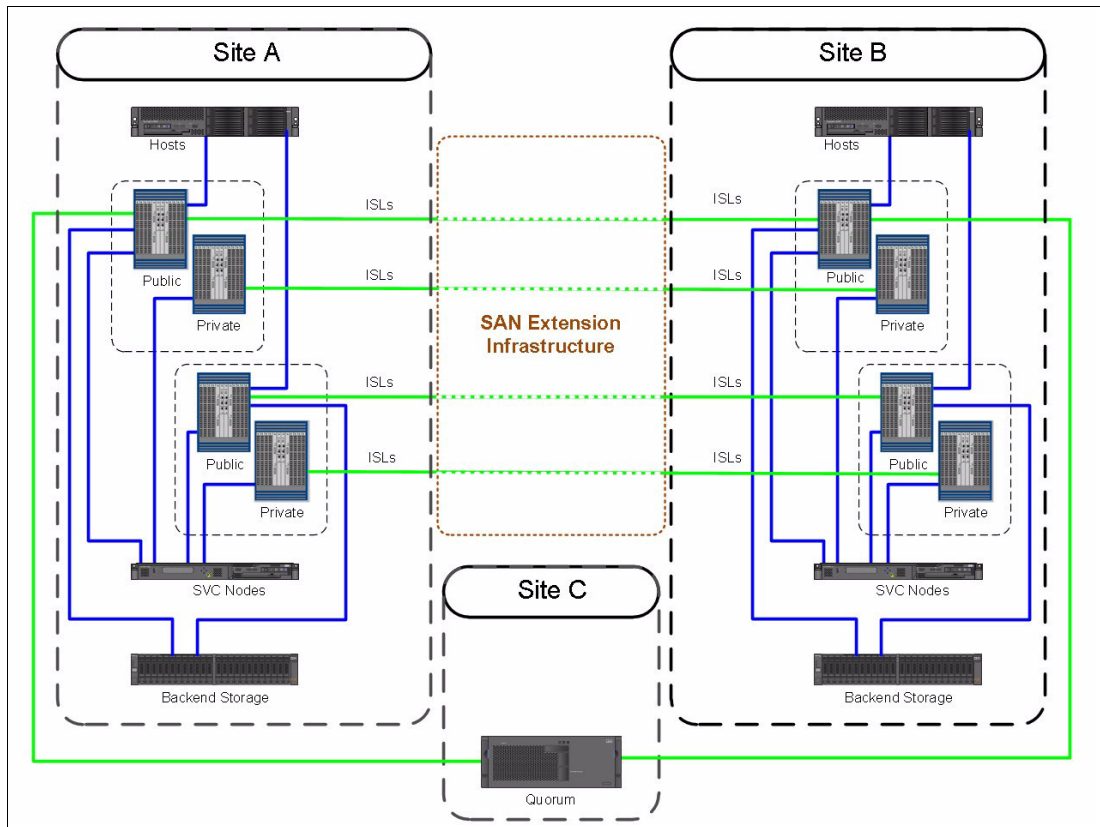 Site A
Site B
Hosts
Hosts
ISLs
ISLs
Public
Public
ISLs
ISLs
Private
Private
SAN Extension
Infrastructure
ISLs
ISLs
Public
Public
ISLs
ISLs
Private
Private
SVC Nodes
SVC Nodes
Site C
Backend Storage
Backend Storage
Quorum